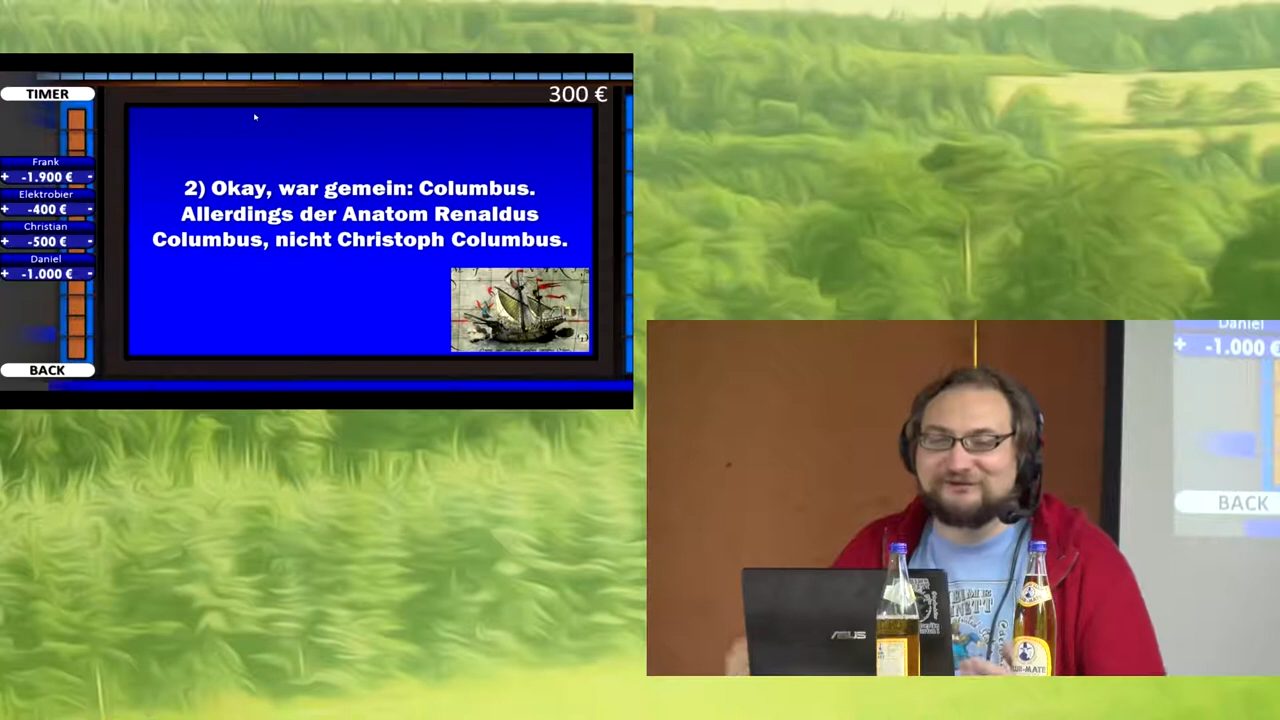 TIMER
300 €
Frank
+ -1.900 € -
Elektrobier
+ -400 € -
Christian
+ -500 € -
Daniel
+ -1.000 € -
BACK
2) Okay, war gemein: Columbus.
Allerdings der Anatom Renaldus
Columbus, nicht Christoph Columbus.
Daniel
+ -1.000 €
BACK
ASUS